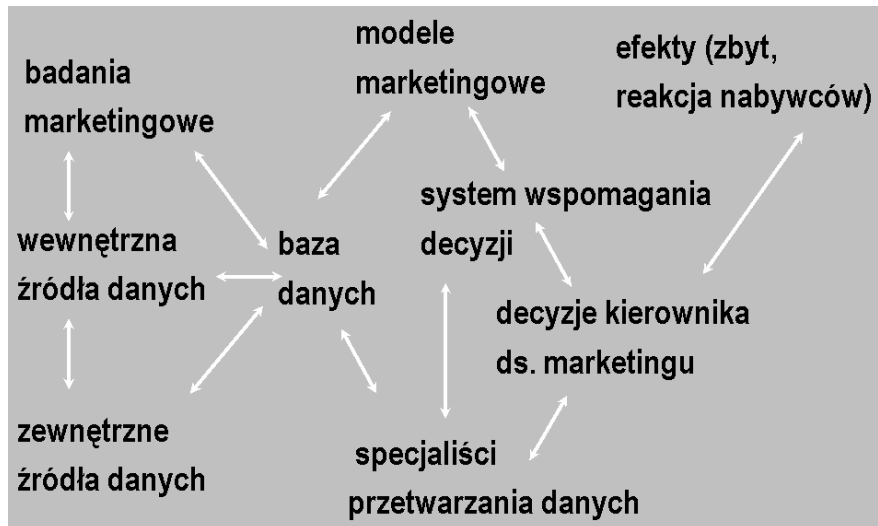 badania
marketingowe
modele
marketingowe
efekty (zbyt,
reakcja nabywców)
wewnętrzna
źródła danych
baza
danych
system wspomagania
decyzji
decyzje kierownika
ds. marketingu
zewnętrzne
źródła danych
specjaliści
przetwarzania danych